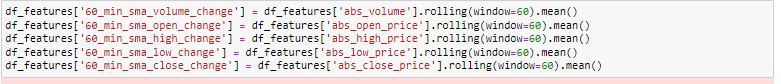 df_features['60_min_sma_volume_change'] = df_features['abs_volume'].rolling(window=60).mean()
df_features['60_min_sma_open_change'] = df_features['abs_open_price'].rolling(window=60).mean()
df_features['60_min_sma_high_change'] = df_features['abs_high_price'].rolling(window=60).mean()
df_features['60_min_sma_low_change'] = df_features['abs_low_price'].rolling(window=60).mean()
df_features['60_min_sma_close_change'] = df_features['abs_close_price'].rolling(window=60).mean()